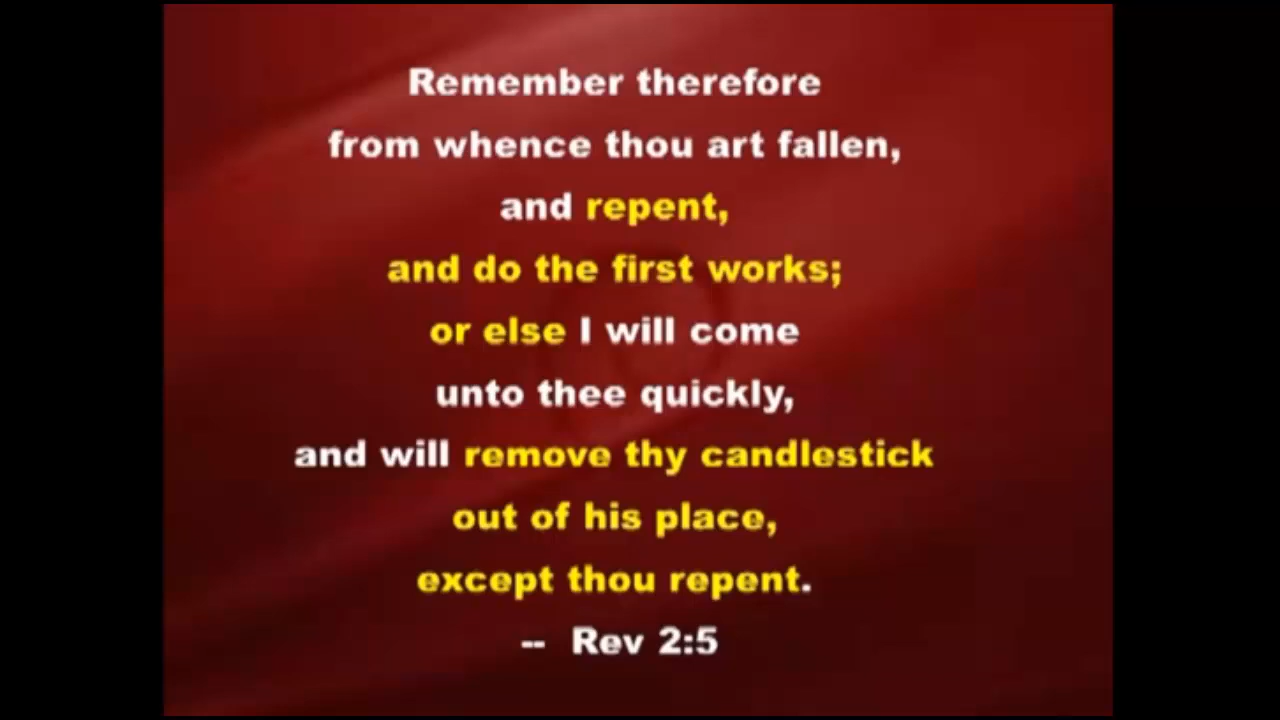 Remember therefore
from whence thou art fallen,
and repent,
and do the first works;
or else I will come
unto thee quickly,
and will remove thy candlestick
out of his place,
except thou repent.
-- Rev 2:5